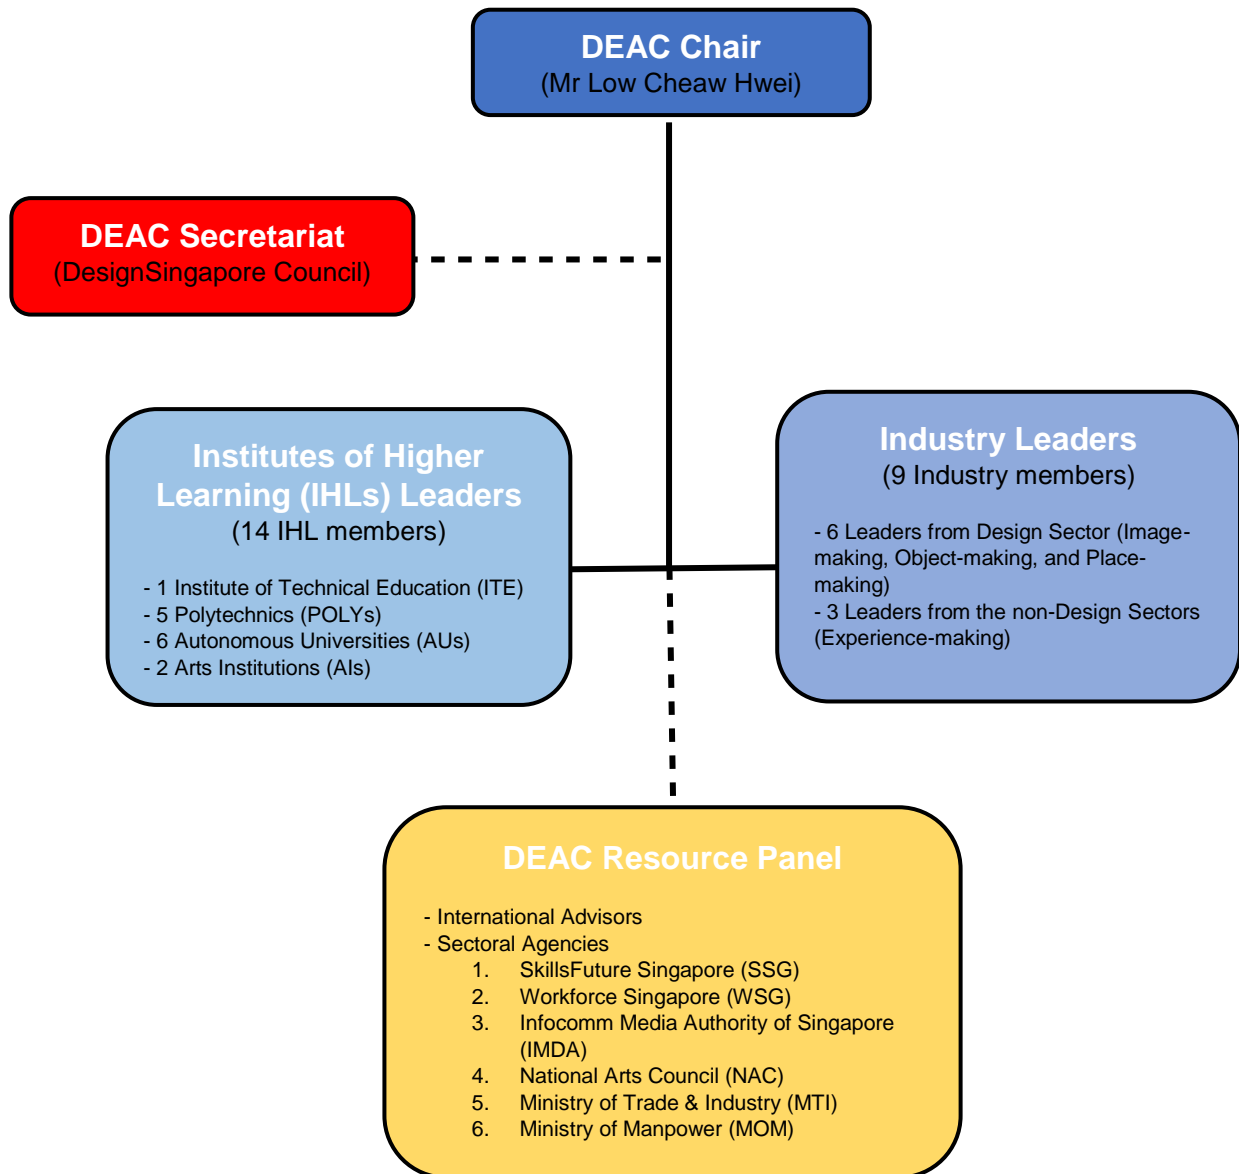 DEAC Chair
(Mr Low Cheaw Hwei)
DEAC Secretariat
(DesignSingapore Council)
Institutes of Higher
Learning (IHLs) Leaders
(14 IHL members)
- 1 Institute of Technical Education (ITE)
- 5 Polytechnics (POLYs)
- 6 Autonomous Universities (AUs)
- 2 Arts Institutions (AIs)
Industry Leaders
(9 Industry members)
- 6 Leaders from Design Sector (Image-
making, Object-making, and Place-
making)
- 3 Leaders from the non-Design Sectors
(Experience-making)
DEAC Resource Panel
- International Advisors
- Sectoral Agencies
1. SkillsFuture Singapore (SSG)
2. Workforce Singapore (WSG)
3. Infocomm Media Authority of Singapore
(IMDA)
4. National Arts Council (NAC)
5. Ministry of Trade & Industry (MTI)
6. Ministry of Manpower (MOM)